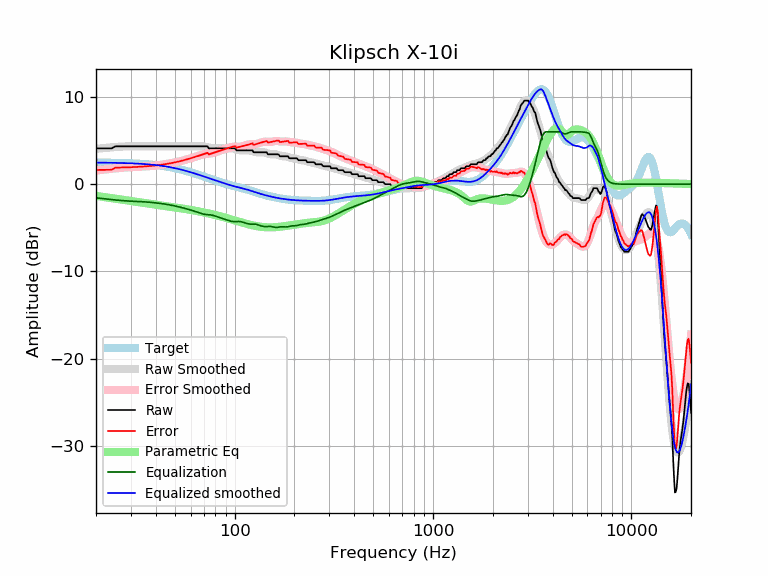 Klipsch X-10i
10
0
−10
−20
−30
Amplitude (dBr)
Target
Raw Smoothed
Error Smoothed
Raw
Error
Parametric Eq
Equalization
Equalized smoothed
100
1000
10000
Frequency (Hz)